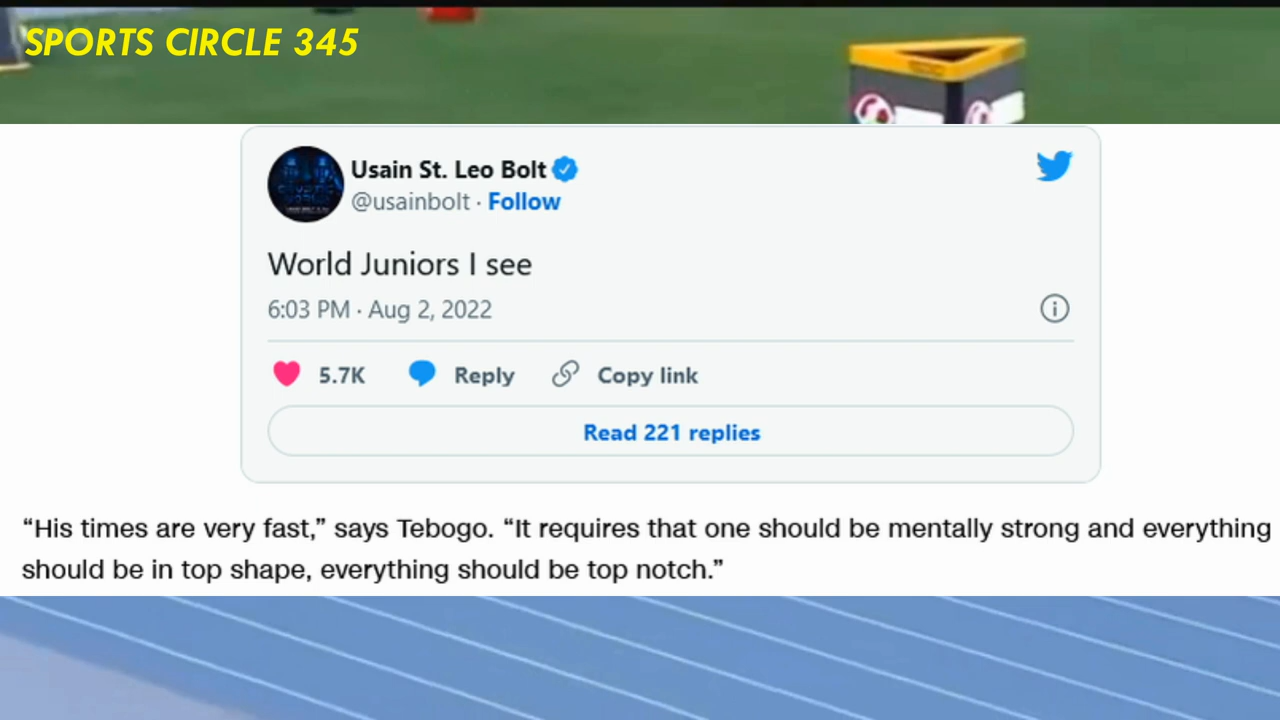 SPORTS CIRCLE 345
Usain St. Leo Bolt
@usainbolt · Follow
World Juniors I see
6:03 PM · Aug 2, 2022
5.7K Reply Copy link
Read 221 replies
“His times are very fast,” says Tebogo. “It requires that one should be mentally strong and everything
should be in top shape, everything should be top notch.”